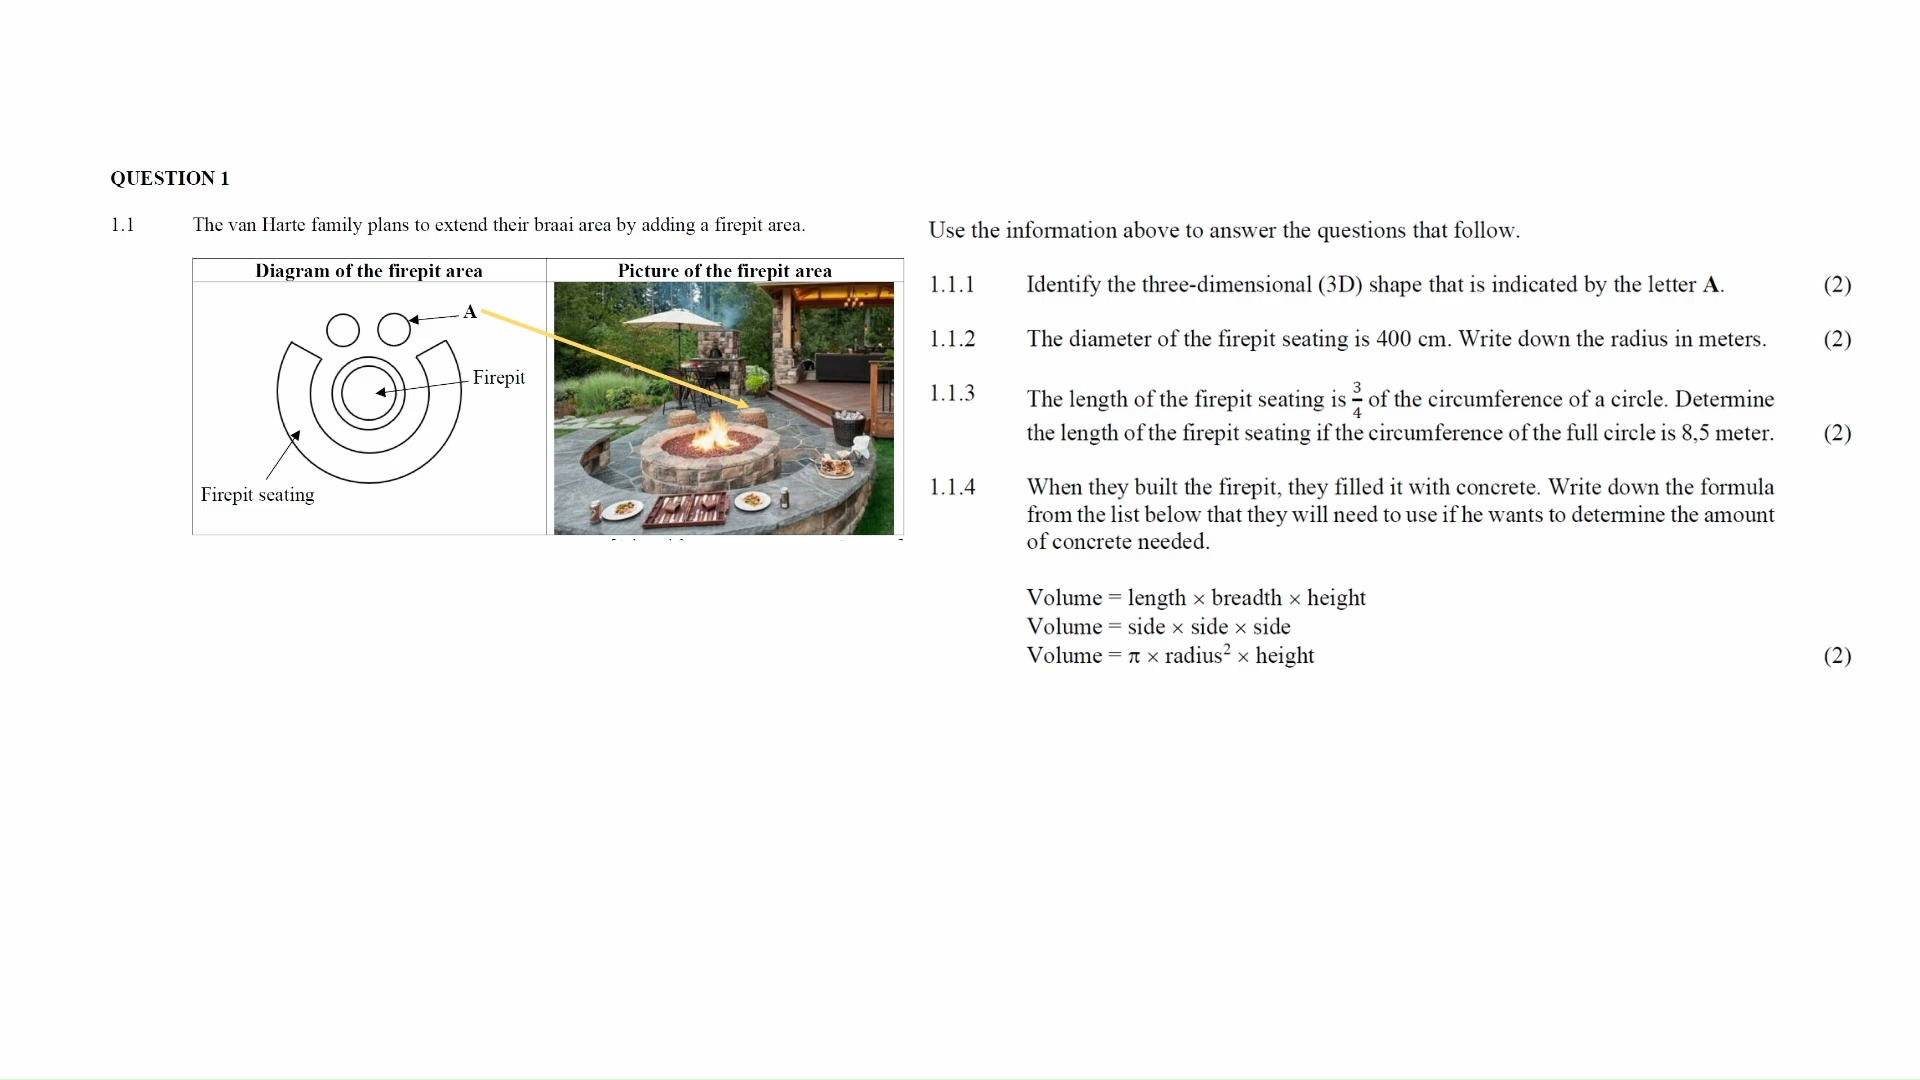 QUESTION 1
1.1 The van Harte family plans to extend their braai area by adding a firepit area.
Diagram of the firepit area
Picture of the firepit area
A
Firepit
Firepit seating
Use the information above to answer the questions that follow.
1.1.1 Identify the three-dimensional (3D) shape that is indicated by the letter A. (2)
1.1.2 The diameter of the firepit seating is 400 cm. Write down the radius in meters. (2)
1.1.3 The length of the firepit seating is 3/4 of the circumference of a circle. Determine
the length of the firepit seating if the circumference of the full circle is 8,5 meter. (2)
1.1.4 When they built the firepit, they filled it with concrete. Write down the formula
from the list below that they will need to use if he wants to determine the amount
of concrete needed.
Volume = length × breadth × height
Volume = side × side × side
Volume = π × radius² × height (2)